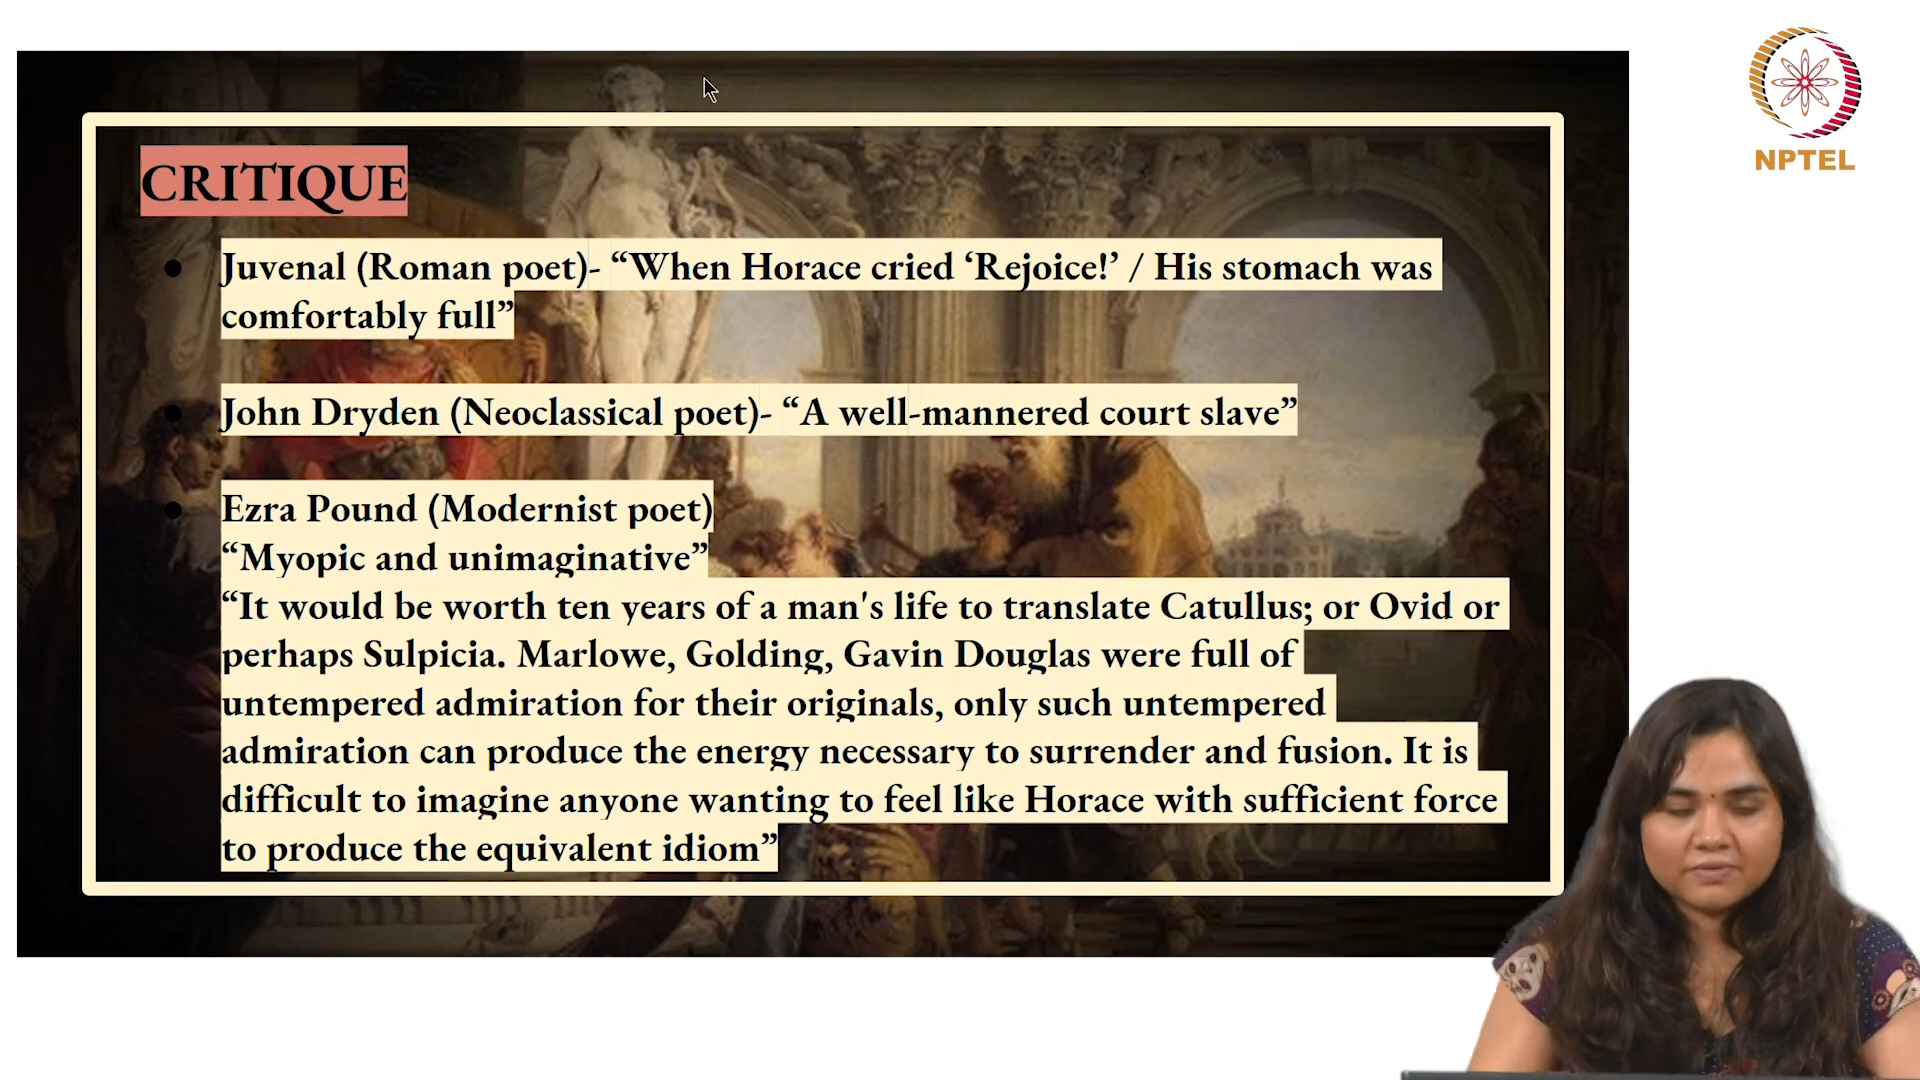 NPTEL
CRITIQUE
Juvenal (Roman poet)- “When Horace cried ‘Rejoice!’ / His stomach was
comfortably full”
John Dryden (Neoclassical poet)- “A well-mannered court slave”
Ezra Pound (Modernist poet)
“Myopic and unimaginative”
“It would be worth ten years of a man's life to translate Catullus; or Ovid or
perhaps Sulpicia. Marlowe, Golding, Gavin Douglas were full of
untempered admiration for their originals, only such untempered
admiration can produce the energy necessary to surrender and fusion. It is
difficult to imagine anyone wanting to feel like Horace with sufficient force
to produce the equivalent idiom”